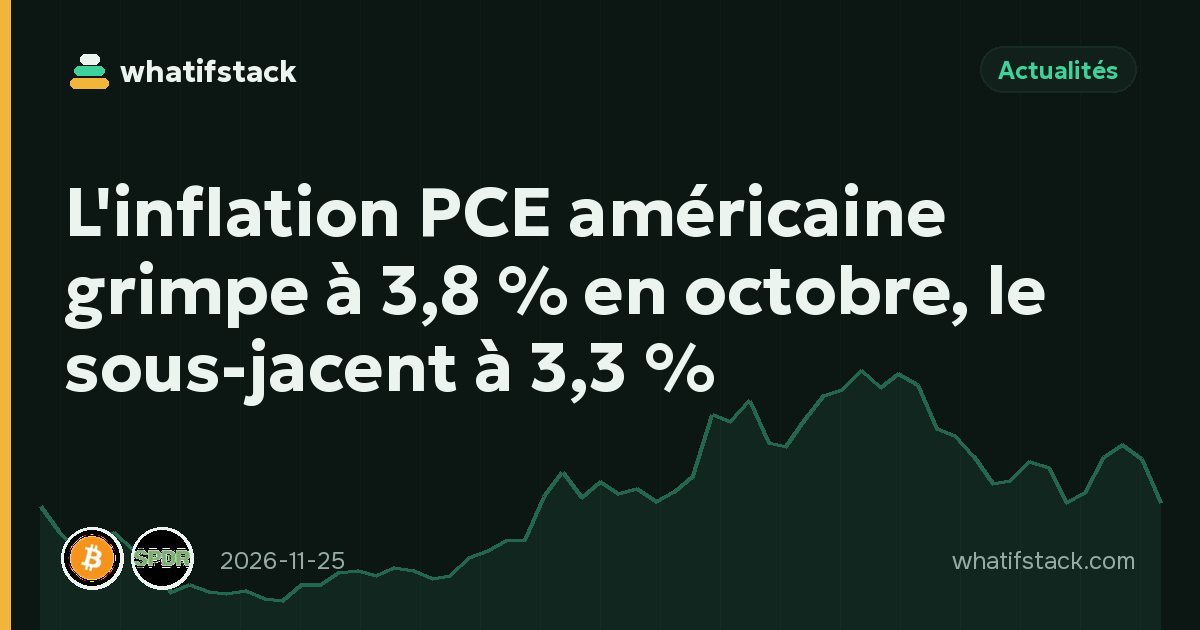 whatifstack
Actualités
L'inflation PCE américaine
grimpe à 3,8 % en octobre, le
sous-jacent à 3,3 %
SPDR
2026-11-25
whatifstack.com